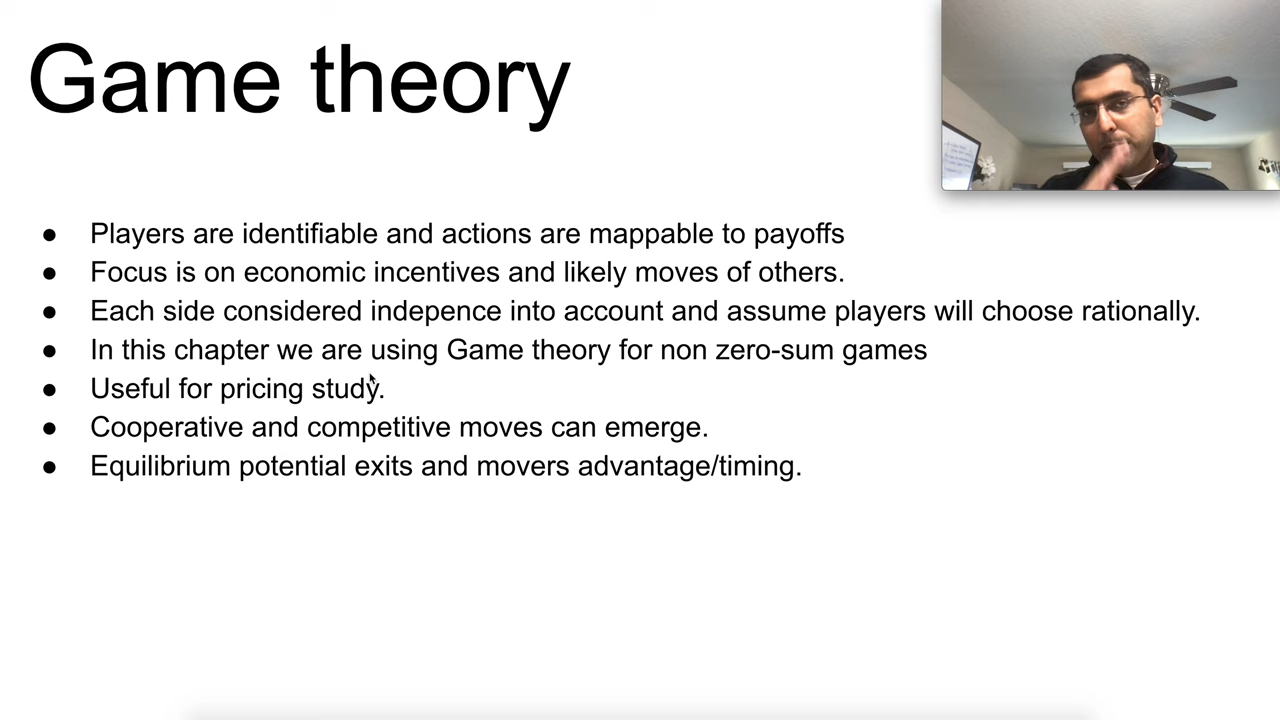 Game theory
● Players are identifiable and actions are mappable to payoffs
● Focus is on economic incentives and likely moves of others.
● Each side considered indepence into account and assume players will choose rationally.
● In this chapter we are using Game theory for non zero-sum games
● Useful for pricing study.
● Cooperative and competitive moves can emerge.
● Equilibrium potential exits and movers advantage/timing.